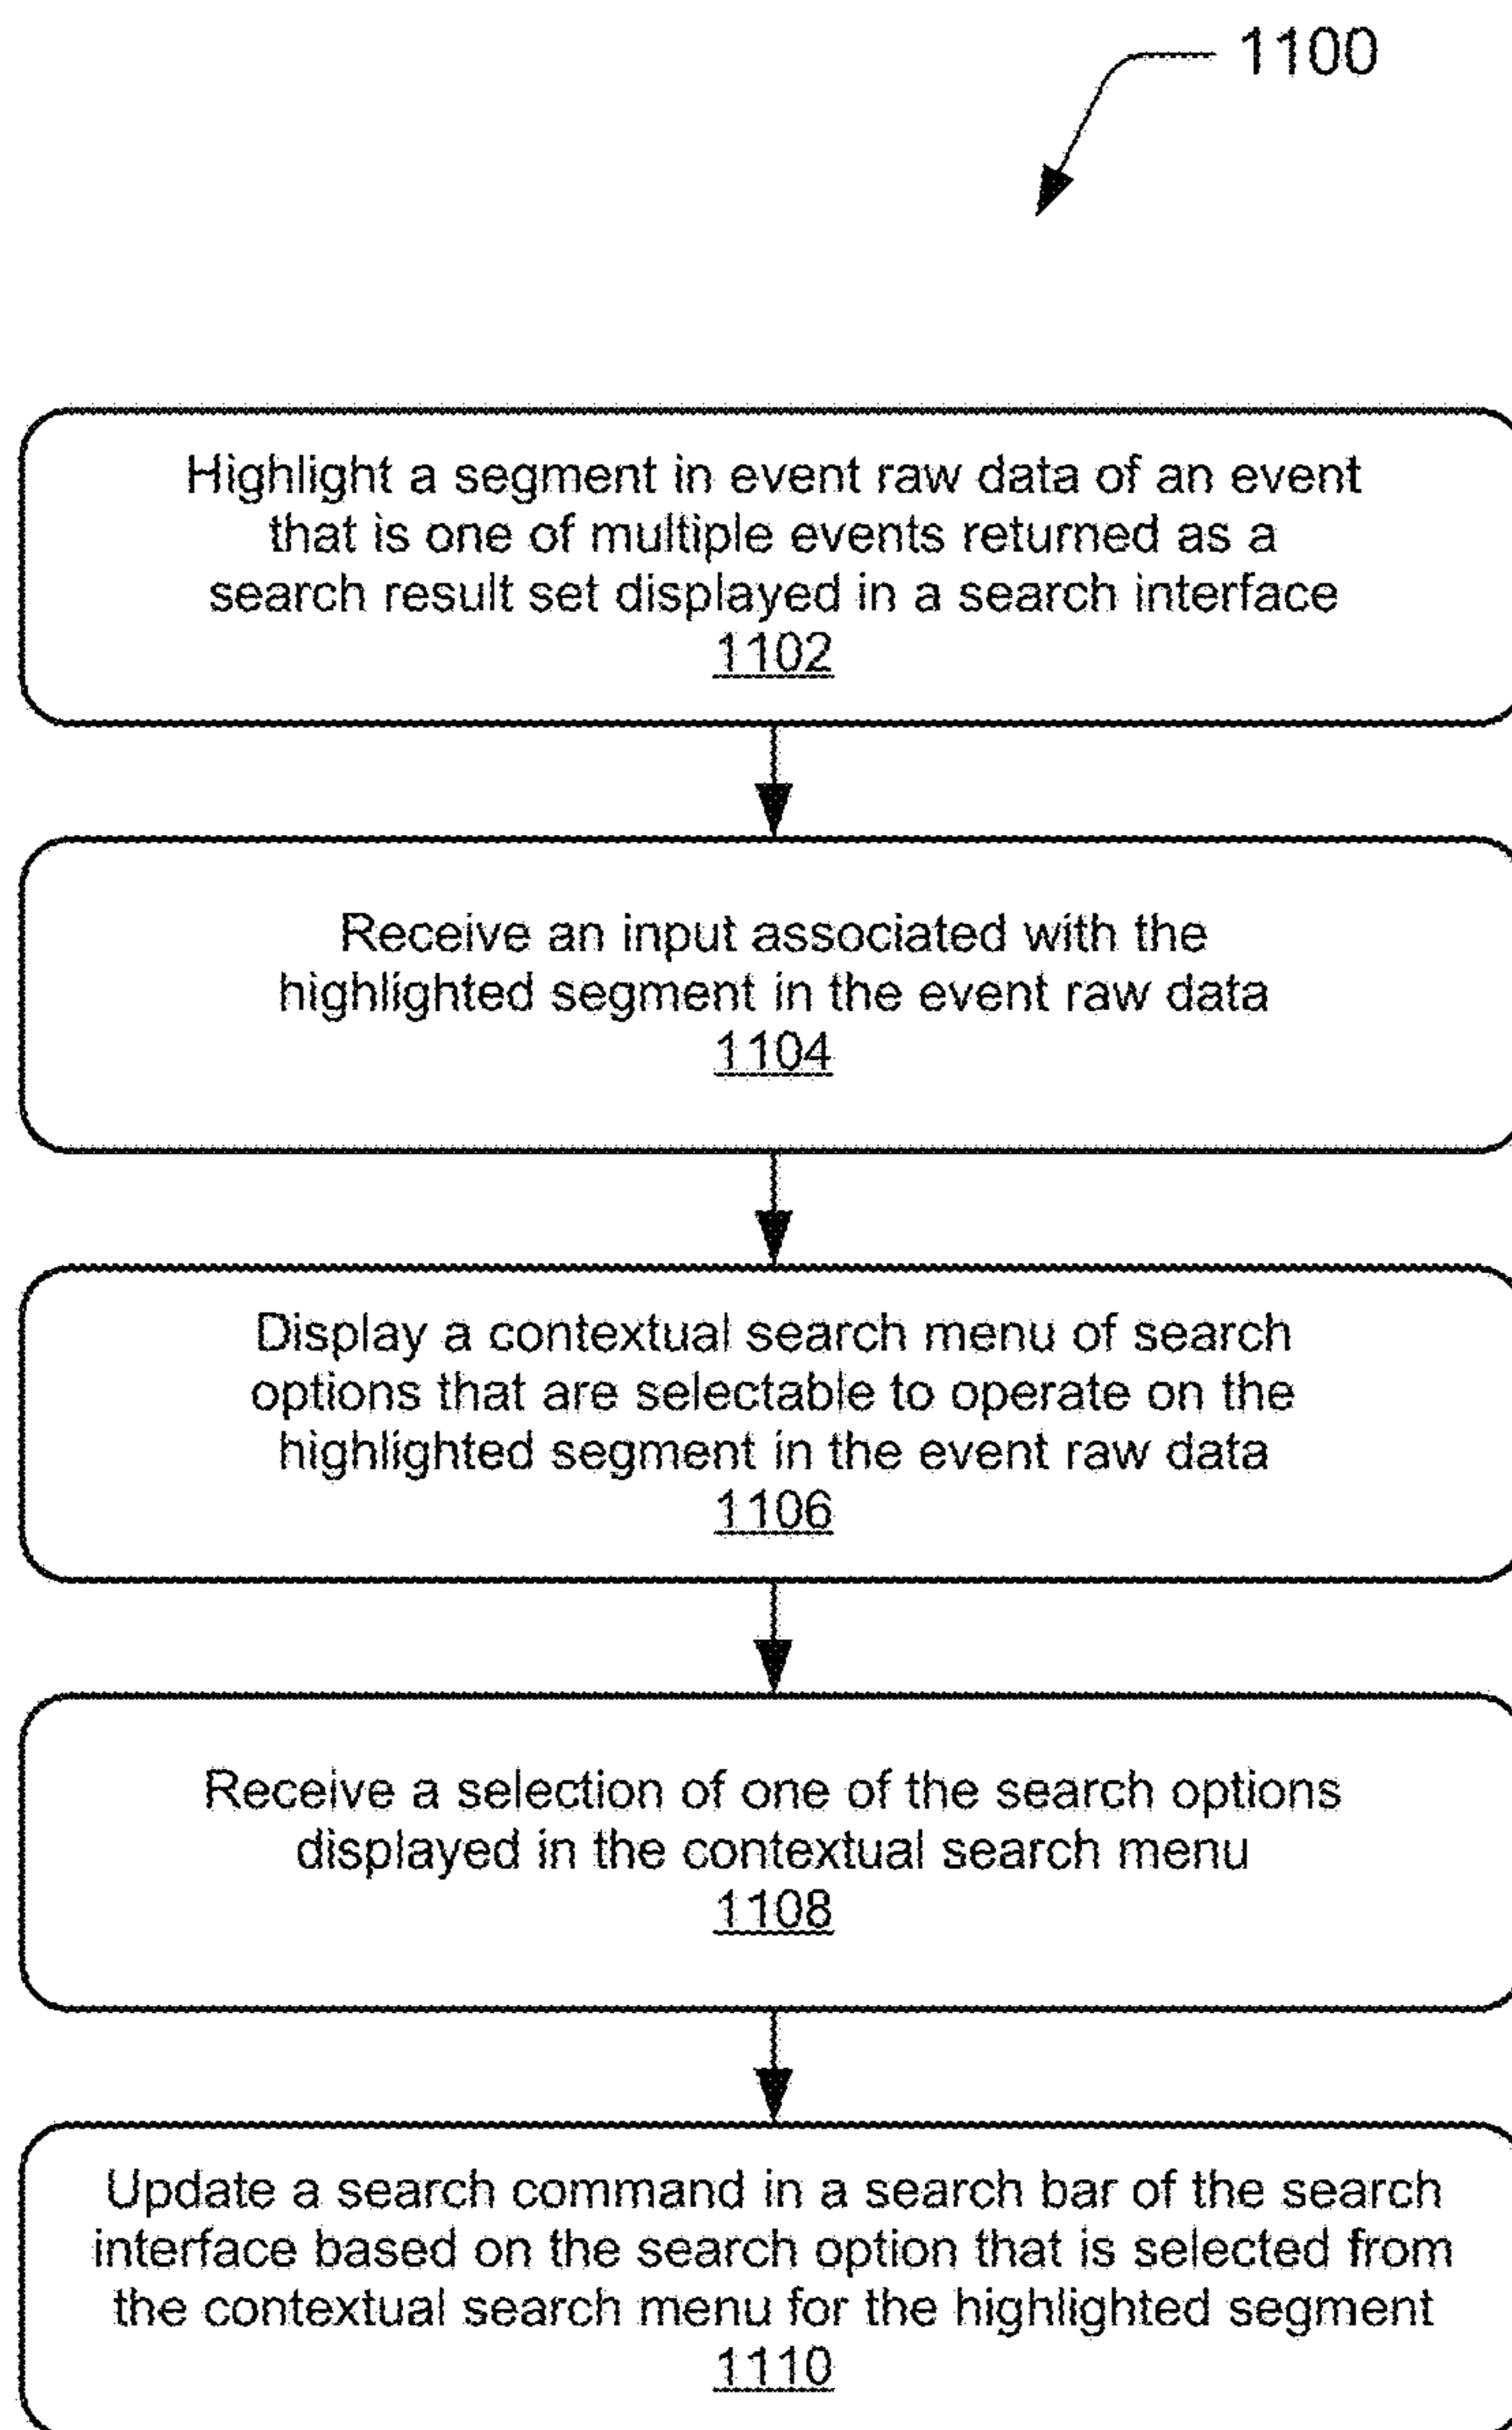 1100
Highlight a segment in event raw data of an event
that is one of multiple events returned as a
search result set displayed in a search interface
1102
Receive an input associated with the
highlighted segment in the event raw data
1104
Display a contextual search menu of search
options that are selectable to operate on the
highlighted segment in the event raw data
1106
Receive a selection of one of the search options
displayed in the contextual search menu
1108
Update a search command in a search bar of the search
interface based on the search option that is selected from
the contextual search menu for the highlighted segment
1110